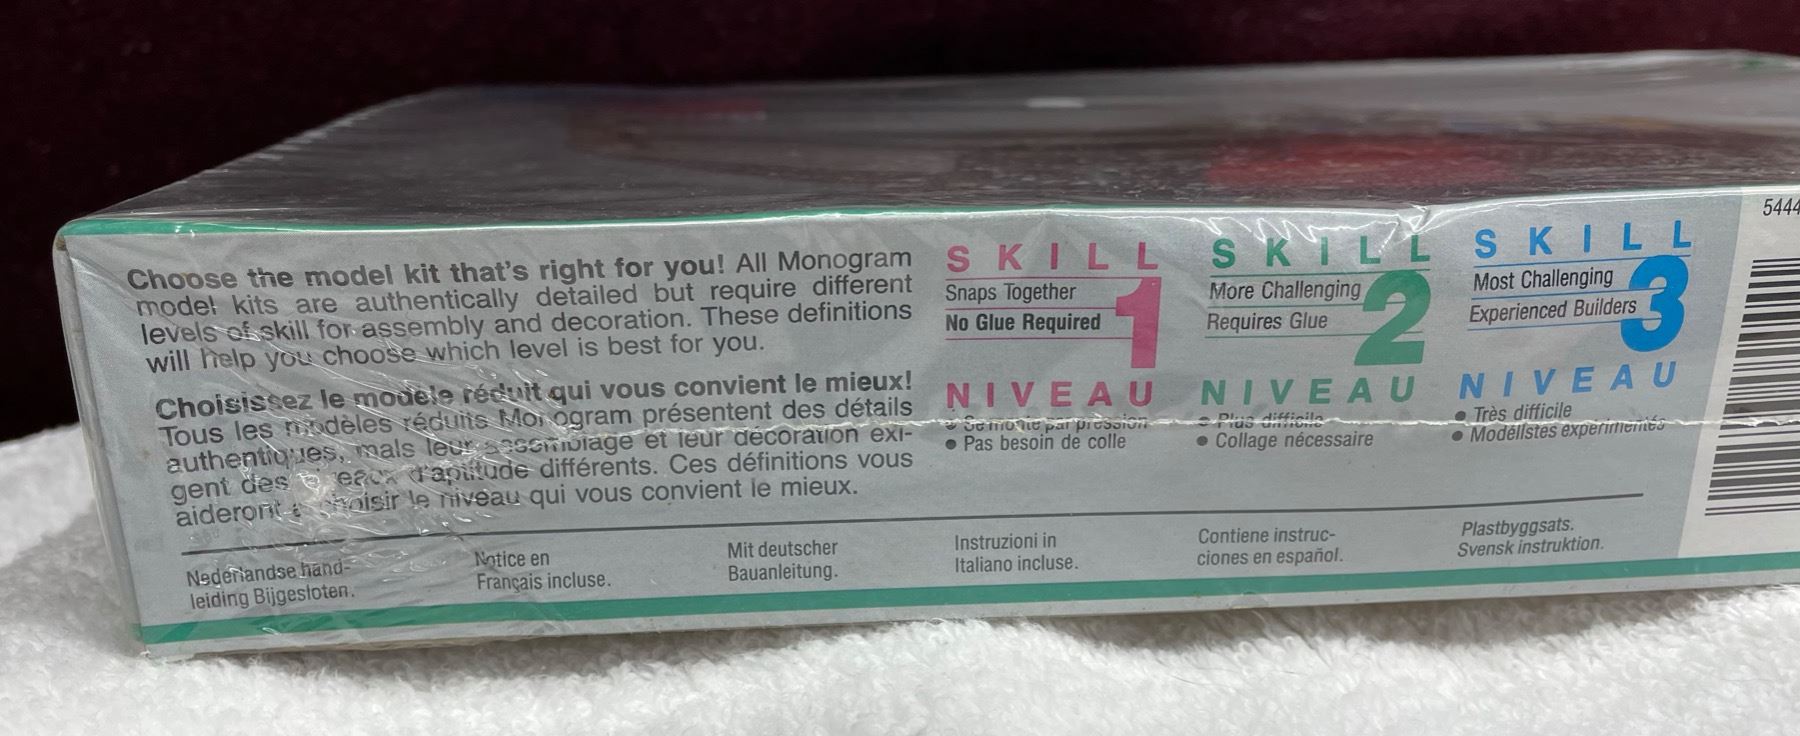 Choose the model kit that's right for you! All Monogram
model kits are authentically detailed but require different
levels of skill for assembly and decoration. These definitions
will help you choose which level is best for you.
Choisissez le modèle réduit qui vous convient le mieux!
Tous les modèles réduits Monogram présentent des détails
authentiques, mais leur assemblage et leur décoration exi-
gent des d'aptitude différents. Ces définitions vous
aideront à choisir le niveau qui vous convient le mieux.
SKILL 1
Snaps Together
No Glue Required
NIVEAU
• Se monte par pression
• Pas besoin de colle
SKILL 2
More Challenging
Requires Glue
NIVEAU
• Plus difficile
• Collage nécessaire
SKILL 3
Most Challenging
Experienced Builders
NIVEAU
• Très difficile
• Modélistes expérimentés
5444
Nederlandse hand-
leiding Bijgesloten.
Notice en
Français incluse.
Mit deutscher
Bauanleitung.
Instruzioni in
Italiano incluse.
Contiene instruc-
ciones en español.
Plastbyggsats.
Svensk instruktion.